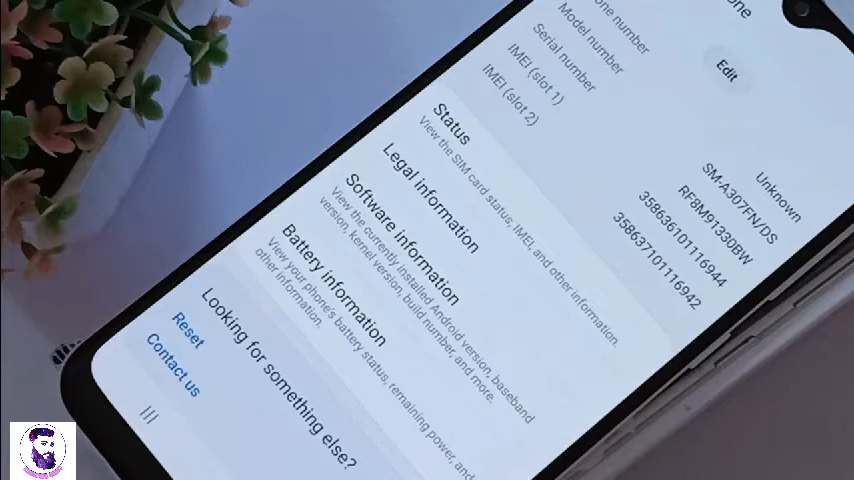 one
Edit
one number
Unknown
Model number
SM-A307FN/DS
Serial number
RF8M91330BW
IMEI (slot 1)
358636101116944
IMEI (slot 2)
358637101116942
Status
View the SIM card status, IMEI, and other information.
Legal information
Software information
View the currently installed Android version, baseband
version, kernel version, build number, and more.
Battery information
View your phone's battery status, remaining power, and
other information.
Looking for something else?
Reset
Contact us